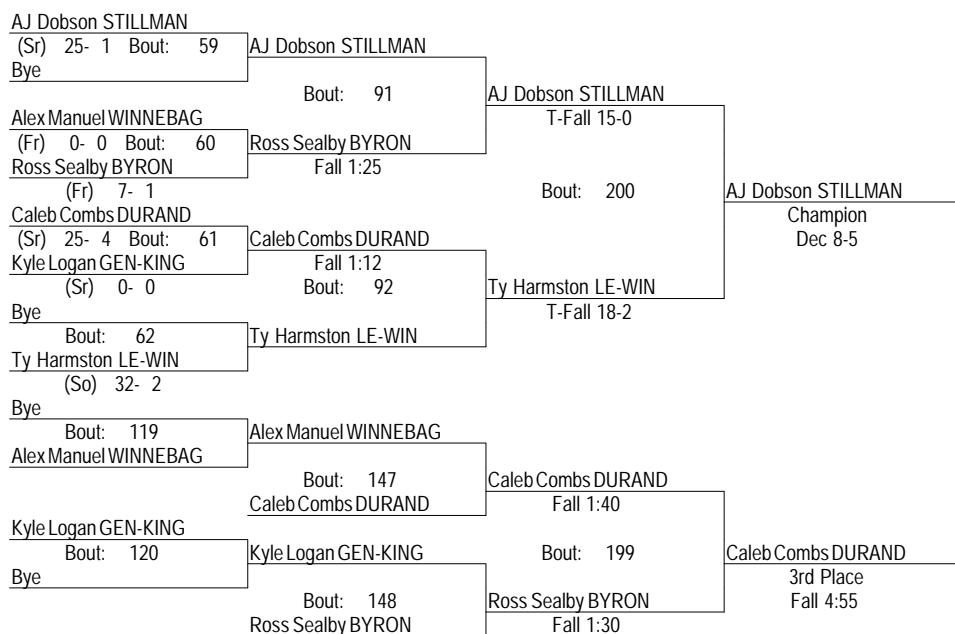 AJ Dobson STILLMAN
(Sr) 25- 1 Bout: 59
Bye
AJ Dobson STILLMAN
Bout: 91
AJ Dobson STILLMAN
T-Fall 15-0
Alex Manuel WINNEBAG
(Fr) 0- 0 Bout: 60
Ross Sealby BYRON
(Fr) 7- 1
Ross Sealby BYRON
Fall 1:25
Bout: 200
AJ Dobson STILLMAN
Champion
Dec 8-5
Caleb Combs DURAND
(Sr) 25- 4 Bout: 61
Kyle Logan GEN-KING
(Sr) 0- 0
Caleb Combs DURAND
Fall 1:12
Bout: 92
Ty Harmston LE-WIN
T-Fall 18-2
Bye
Bout: 62
Ty Harmston LE-WIN
(So) 32- 2
Ty Harmston LE-WIN
Bye
Bout: 119
Alex Manuel WINNEBAG
Alex Manuel WINNEBAG
Bout: 147
Caleb Combs DURAND
Caleb Combs DURAND
Fall 1:40
Kyle Logan GEN-KING
Bout: 120
Bye
Kyle Logan GEN-KING
Bout: 148
Ross Sealby BYRON
Bout: 199
Ross Sealby BYRON
Fall 1:30
Caleb Combs DURAND
3rd Place
Fall 4:55